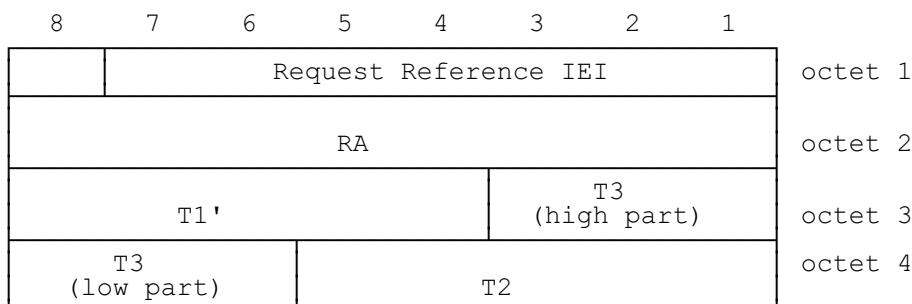 8 7 6 5 4 3 2 1
Request Reference IEI octet 1
RA octet 2
T3
T1' (high part) octet 3
T3 octet 4
(low part) T2